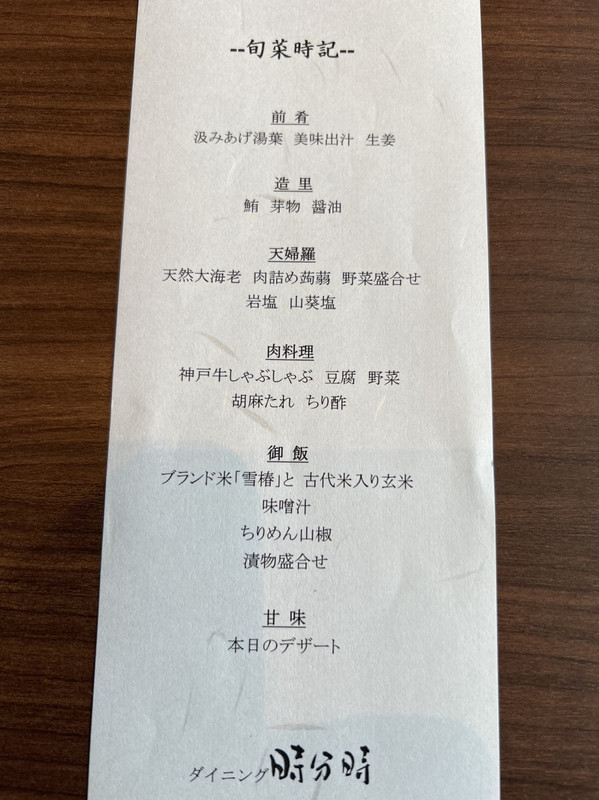 --旬菜時記--
前 肴
汲みあげ湯葉 美味出汁 生姜
造 里
鮪 芽物 醤油
天婦羅
天然大海老 肉詰め蒟蒻 野菜盛合せ
岩塩 山葵塩
肉料理
神戸牛しゃぶしゃぶ 豆腐 野菜
胡麻たれ ちり酢
御 飯
ブランド米「雪椿」と 古代米入り玄米
味噌汁
ちりめん山椒
漬物盛合せ
甘 味
本日のデザート
ダイニング 時分時